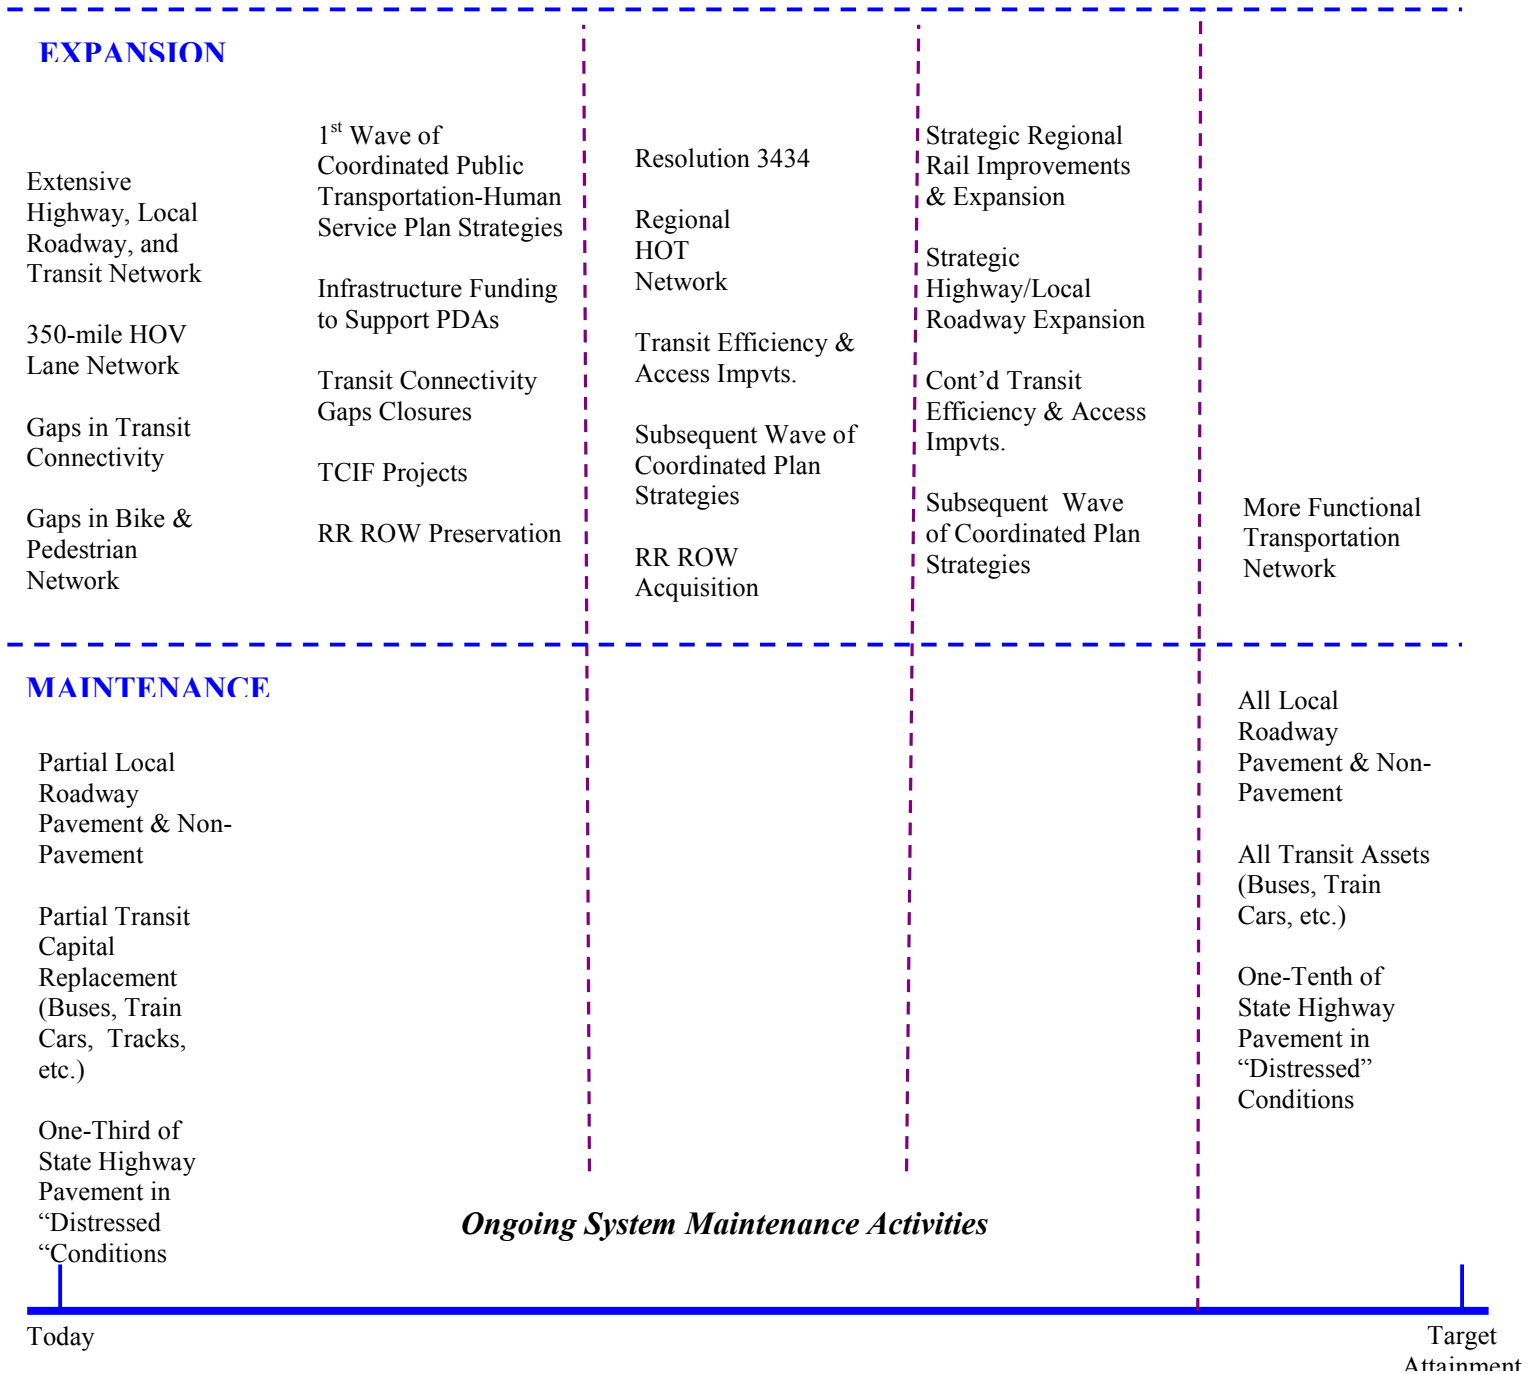 EXPANSION
Extensive
Highway, Local
Roadway, and
Transit Network
350-mile HOV
Lane Network
Gaps in Transit
Connectivity
Gaps in Bike &
Pedestrian
Network
1st Wave of
Coordinated Public
Transportation-Human
Service Plan Strategies
Infrastructure Funding
to Support PDAs
Transit Connectivity
Gaps Closures
TCIF Projects
RR ROW Preservation
Resolution 3434
Regional
HOT
Network
Transit Efficiency &
Access Impvts.
Subsequent Wave of
Coordinated Plan
Strategies
RR ROW
Acquisition
Strategic Regional
Rail Improvements
& Expansion
Strategic
Highway/Local
Roadway Expansion
Cont’d Transit
Efficiency & Access
Impvts.
Subsequent Wave
of Coordinated Plan
Strategies
More Functional
Transportation
Network
MAINTENANCE
Partial Local
Roadway
Pavement & Non-
Pavement
Partial Transit
Capital
Replacement
(Buses, Train
Cars, Tracks,
etc.)
One-Third of
State Highway
Pavement in
“Distressed
“Conditions
Ongoing System Maintenance Activities
All Local
Roadway
Pavement & Non-
Pavement
All Transit Assets
(Buses, Train
Cars, etc.)
One-Tenth of
State Highway
Pavement in
“Distressed”
Conditions
Today
Target
Attainment